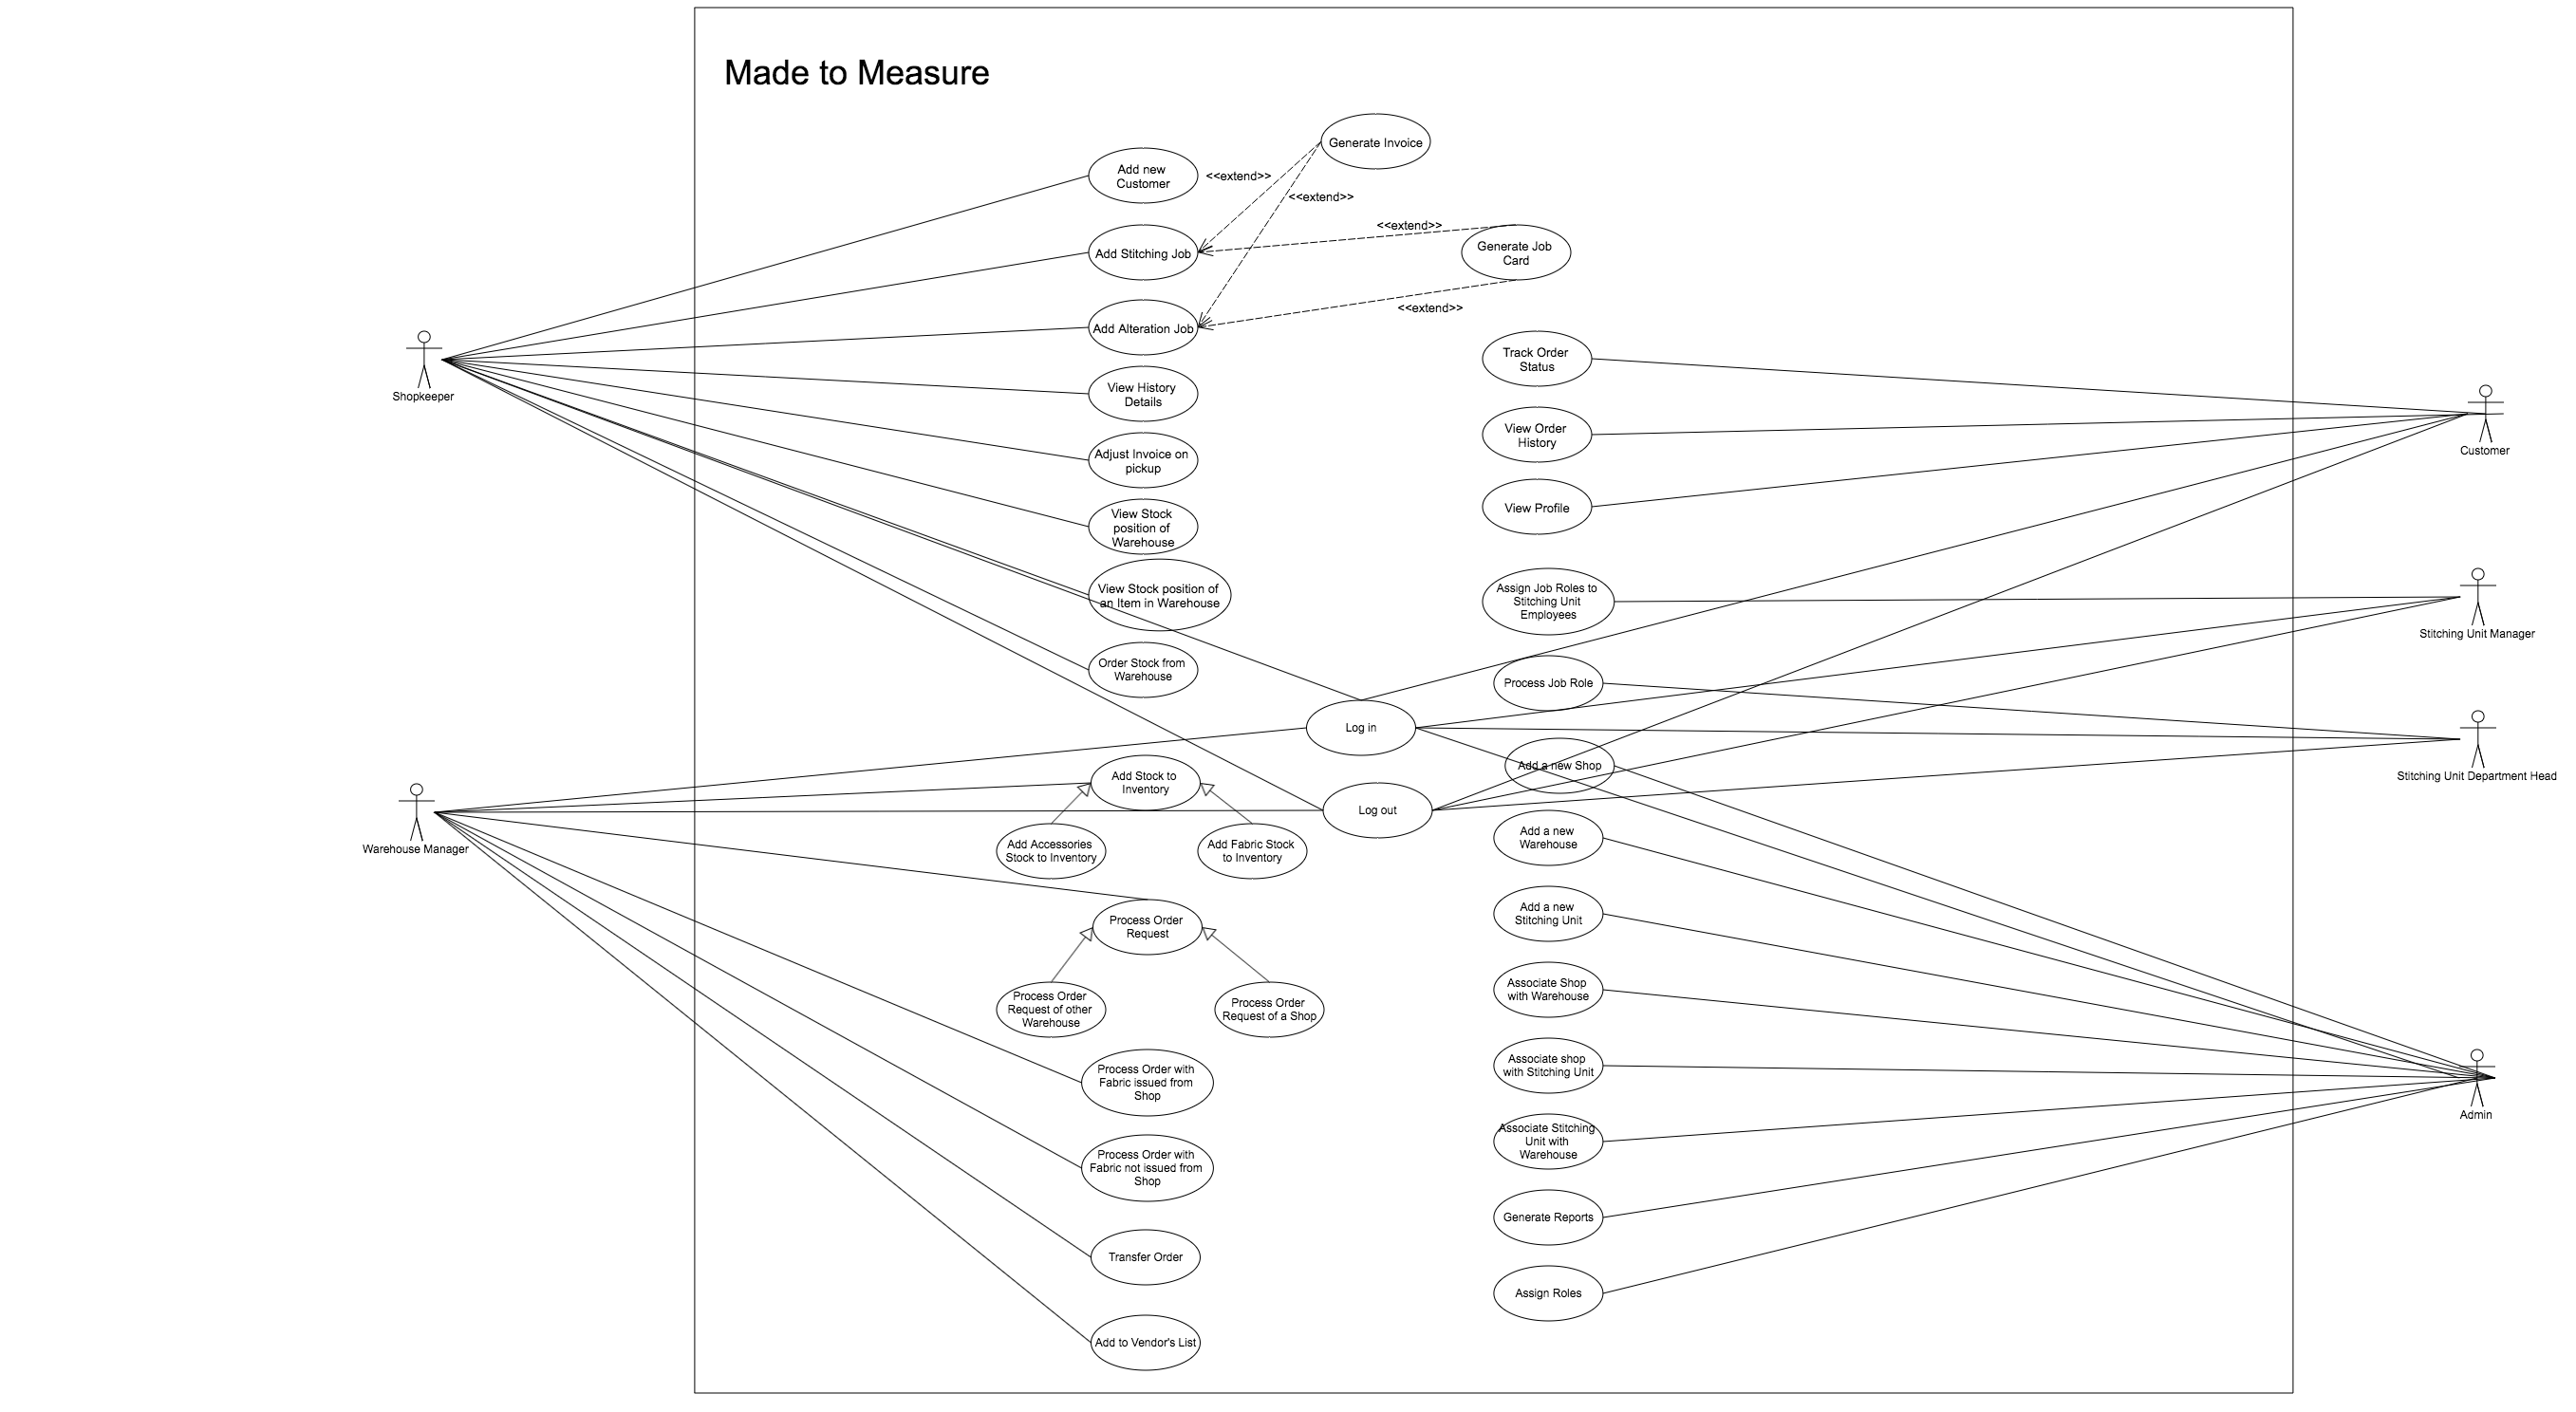 Made to Measure
Generate Invoice
Add new
Customer
<<extend>>
<<extend>>
<<extend>>
Add Stitching Job
Generate Job
Card
<<extend>>
Add Alteration Job
Shopkeeper
View History
Details
Track Order
Status
View Order
History
Customer
Adjust Invoice on
pickup
View Stock
position of
Warehouse
View Profile
View Stock position of
an Item in Warehouse
Assign Job Roles to
Stitching Unit
Employees
Stitching Unit Manager
Order Stock from
Warehouse
Process Job Role
Log in
Add a new Shop
Stitching Unit Department Head
Add Stock to
Inventory
Log out
Warehouse Manager
Add Accessories
Stock to Inventory
Add Fabric Stock
to Inventory
Add a new
Warehouse
Process Order
Request
Add a new
Stitching Unit
Process Order
Request of other
Warehouse
Process Order
Request of a Shop
Associate Shop
with Warehouse
Process Order with
Fabric issued from
Shop
Associate shop
with Stitching Unit
Admin
Process Order with
Fabric not issued from
Shop
Associate Stitching
Unit with
Warehouse
Generate Reports
Transfer Order
Assign Roles
Add to Vendor's List